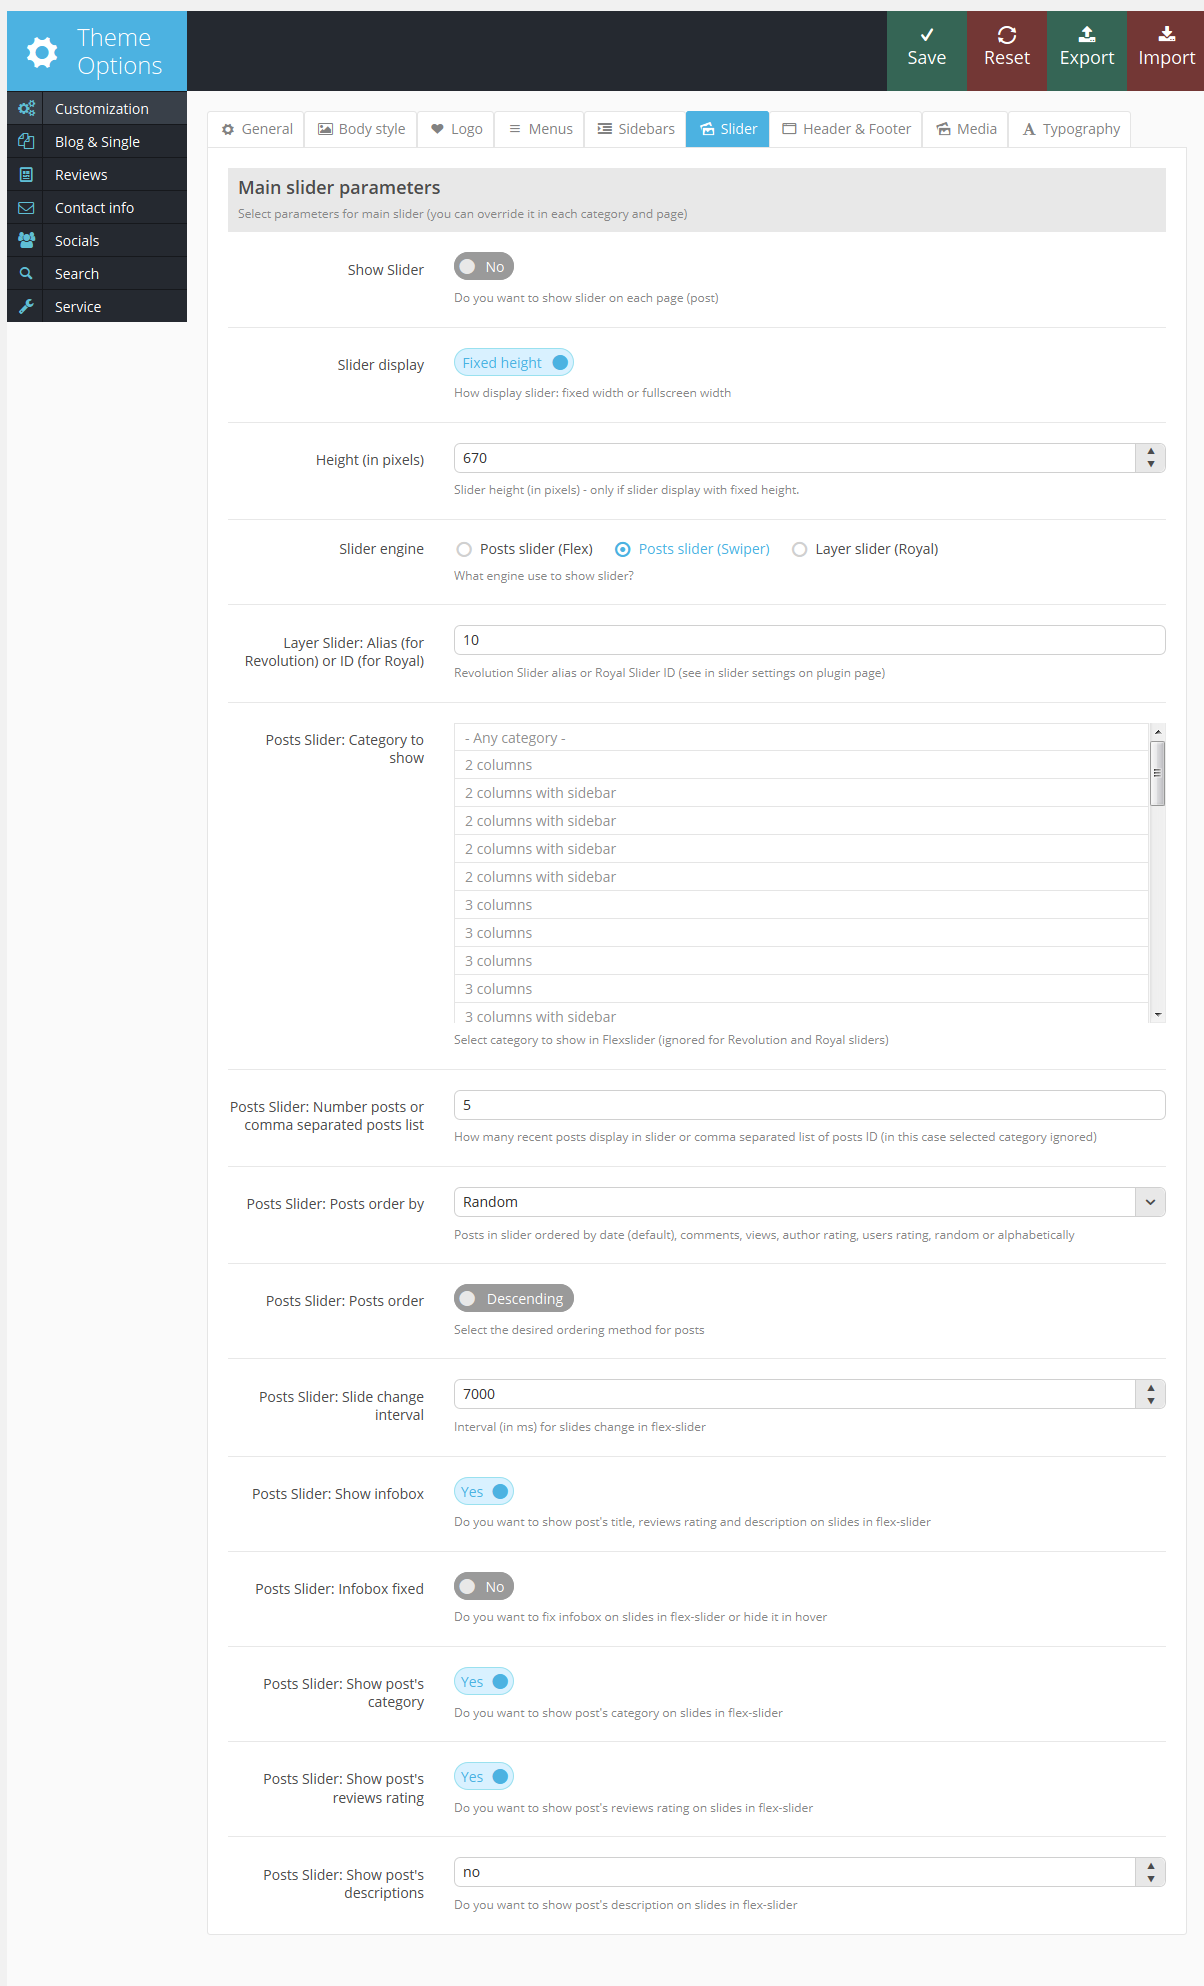 Theme
Options
Save
Reset
Export
Import
Customization
Blog & Single
Reviews
Contact info
Socials
Search
Service
General
Body style
Logo
Menus
Sidebars
Slider
Header & Footer
Media
Typography
Main slider parameters
Select parameters for main slider (you can override it in each category and page)
Show Slider
No
Do you want to show slider on each page (post)
Slider display
Fixed height
How display slider: fixed width or fullscreen width
Height (in pixels)
670
Slider height (in pixels) - only if slider display with fixed height.
Slider engine
Posts slider (Flex)
Posts slider (Swiper)
Layer slider (Royal)
What engine use to show slider?
Layer Slider: Alias (for
Revolution) or ID (for Royal)
10
Revolution Slider alias or Royal Slider ID (see in slider settings on plugin page)
Posts Slider: Category to
show
- Any category -
2 columns
2 columns with sidebar
2 columns with sidebar
2 columns with sidebar
2 columns with sidebar
3 columns
3 columns
3 columns
3 columns
3 columns with sidebar
Select category to show in Flexslider (ignored for Revolution and Royal sliders)
Posts Slider: Number posts or
comma separated posts list
5
How many recent posts display in slider or comma separated list of posts ID (in this case selected category ignored)
Posts Slider: Posts order by
Random
Posts in slider ordered by date (default), comments, views, author rating, users rating, random or alphabetically
Posts Slider: Posts order
Descending
Select the desired ordering method for posts
Posts Slider: Slide change
interval
7000
Interval (in ms) for slides change in flex-slider
Posts Slider: Show infobox
Yes
Do you want to show post's title, reviews rating and description on slides in flex-slider
Posts Slider: Infobox fixed
No
Do you want to fix infobox on slides in flex-slider or hide it in hover
Posts Slider: Show post's
category
Yes
Do you want to show post's category on slides in flex-slider
Posts Slider: Show post's
reviews rating
Yes
Do you want to show post's reviews rating on slides in flex-slider
Posts Slider: Show post's
descriptions
no
Do you want to show post's description on slides in flex-slider